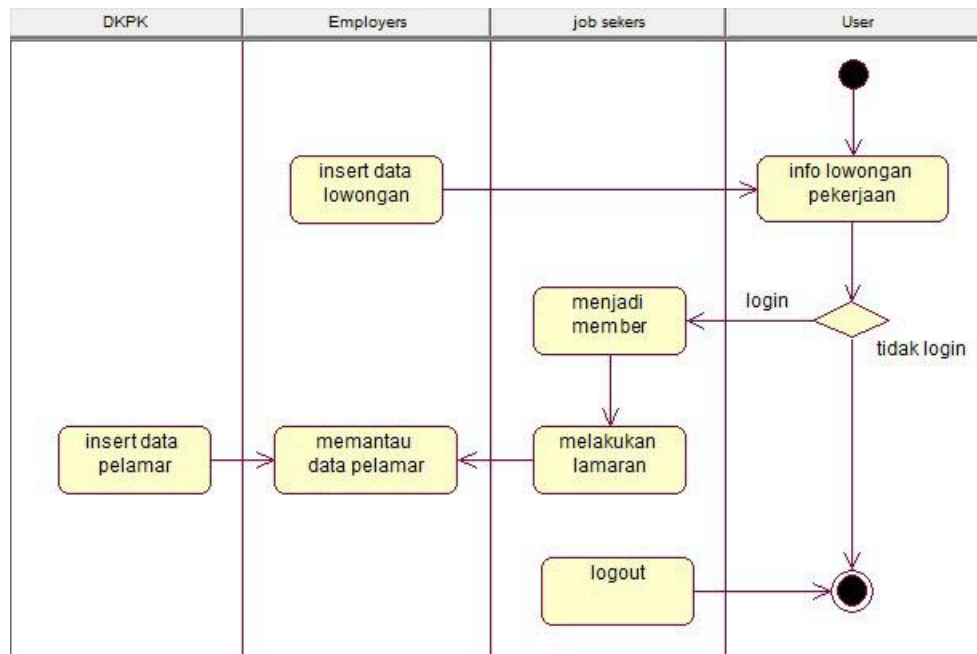 DKPK
Employers
job sekers
User
insert data
lowongan
info lowongan
pekerjaan
menjadi
member
login
tidak login
insert data
pelamar
memantau
data pelamar
melakukan
lamaran
logout